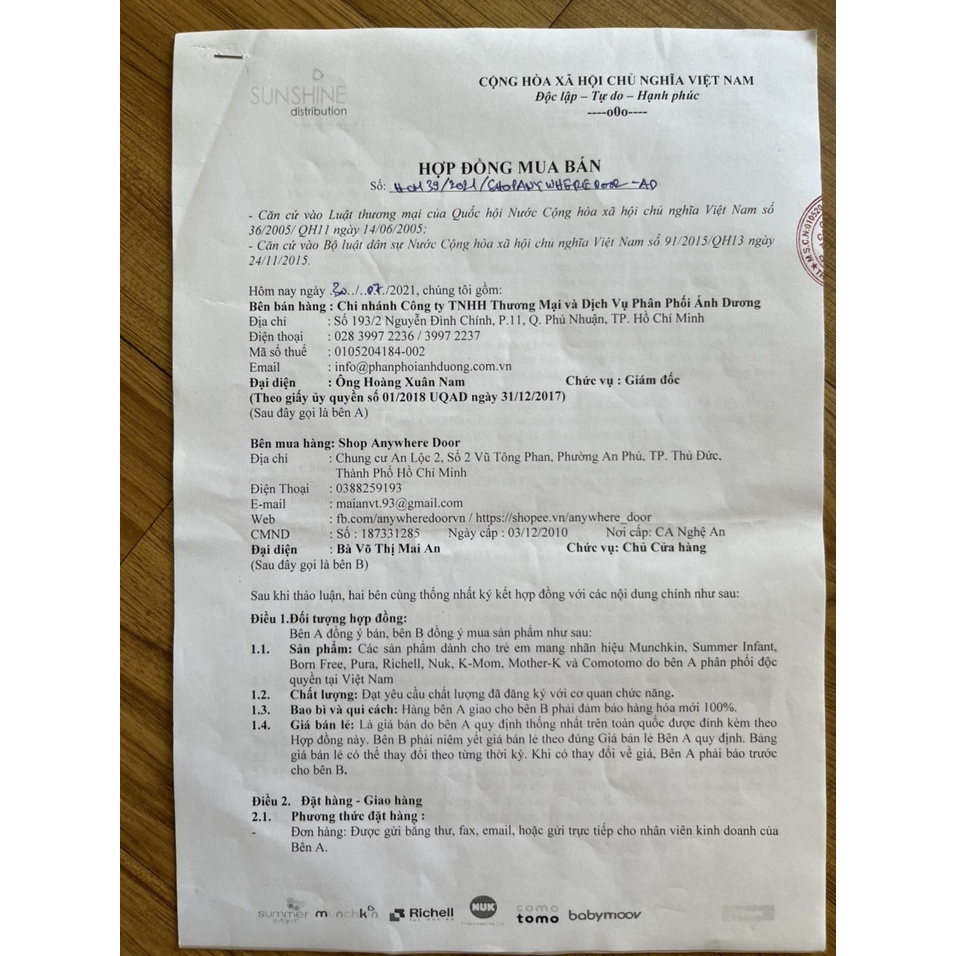 SUNSHINE
distribution
CỘNG HÒA XÃ HỘI CHỦ NGHĨA VIỆT NAM
Độc lập – Tự do – Hạnh phúc
----o0o----
HỢP ĐỒNG MUA BÁN
Số: HCM 39/2021/SHOPANYWHEREDOOR-AD
- Căn cứ vào Luật thương mại của Quốc hội Nước Cộng hòa xã hội chủ nghĩa Việt Nam số
36/2005/ QH11 ngày 14/06/2005;
- Căn cứ vào Bộ luật dân sự Nước Cộng hòa xã hội chủ nghĩa Việt Nam số 91/2015/QH13 ngày
24/11/2015.
Hôm nay ngày .30../..07./2021, chúng tôi gồm:
Bên bán hàng : Chi nhánh Công ty TNHH Thương Mại và Dịch Vụ Phân Phối Ánh Dương
Địa chỉ : Số 193/2 Nguyễn Đình Chính, P.11, Q. Phú Nhuận, TP. Hồ Chí Minh
Điện thoại : 028 3997 2236 / 3997 2237
Mã số thuế : 0105204184-002
Email : info@phanphoianhduong.com.vn
Đại diện : Ông Hoàng Xuân Nam Chức vụ : Giám đốc
(Theo giấy ủy quyền số 01/2018 UQAD ngày 31/12/2017)
(Sau đây gọi là bên A)
Bên mua hàng: Shop Anywhere Door
Địa chỉ : Chung cư An Lộc 2, Số 2 Vũ Tông Phan, Phường An Phú, TP. Thủ Đức,
Thành Phố Hồ Chí Minh
Điện Thoại : 0388259193
E-mail : maianvt.93@gmail.com
Web : fb.com/anywheredoorvn / https://shopee.vn/anywhere_door
CMND : Số : 187331285 Ngày cấp : 03/12/2010 Nơi cấp: CA Nghệ An
Đại diện : Bà Võ Thị Mai An Chức vụ: Chủ Cửa hàng
(Sau đây gọi là bên B)
Sau khi thảo luận, hai bên cùng thống nhất ký kết hợp đồng với các nội dung chính như sau:
Điều 1.Đối tượng hợp đồng:
Bên A đồng ý bán, bên B đồng ý mua sản phẩm như sau:
1.1. Sản phẩm: Các sản phẩm dành cho trẻ em mang nhãn hiệu Munchkin, Summer Infant,
Born Free, Pura, Richell, Nuk, K-Mom, Mother-K và Comotomo do bên A phân phối độc
quyền tại Việt Nam
1.2. Chất lượng: Đạt yêu cầu chất lượng đã đăng ký với cơ quan chức năng.
1.3. Bao bì và qui cách: Hàng bên A giao cho bên B phải đảm bảo hàng hóa mới 100%.
1.4. Giá bán lẻ: Là giá bán do bên A quy định thống nhất trên toàn quốc được đính kèm theo
Hợp đồng này. Bên B phải niêm yết giá bán lẻ theo đúng Giá bán lẻ Bên A quy định. Bảng
giá bán lẻ có thể thay đổi theo từng thời kỳ. Khi có thay đổi về giá, Bên A phải báo trước
cho bên B.
Điều 2. Đặt hàng - Giao hàng
2.1. Phương thức đặt hàng :
- Đơn hàng: Được gửi bằng thư, fax, email, hoặc gửi trực tiếp cho nhân viên kinh doanh của
Bên A.
summer munchkin Richell NUK como tomo babymoov